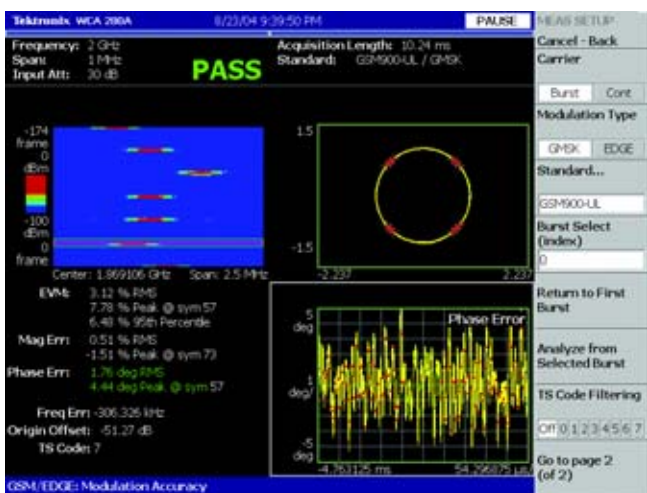 Tektronix WCA 280A 8/23/04 9:39:50 PM PAUSE
MEAS SETUP
Frequency: 2 GHz
Span: 1 MHz
Input Att: 30 dB
PASS
Acquisition Length: 10.24 ms
Standard: GSM900-UL / GMSK
Cancel - Back
Carrier
Burst Cont
Modulation Type
GMSK EDGE
Standard...
GSM900-UL
Burst Select
(index)
0
Return to First
Burst
Analyze from
Selected Burst
TS Code Filtering
Off 0 1 2 3 4 5 6 7
Go to page 2
(of 2)
-174
frame
0
dBm
-100
dBm
0
frame
Center: 1.869106 GHz Span: 2.5 MHz
1.5
-1.5
-2.237 2.237
EVM: 3.12 % RMS
7.78 % Peak @ sym 57
6.48 % 95th Percentile
Mag Err: 0.51 % RMS
-1.51 % Peak @ sym 73
Phase Err: 1.76 deg RMS
4.44 deg Peak @ sym 57
Freq Err: -306.326 kHz
Origin Offset: -51.27 dB
TS Code: 7
Phase Error
5
deg
1
deg/
-5
deg
-4.763125 ms 54.296875 µs/
GSM/EDGE: Modulation Accuracy